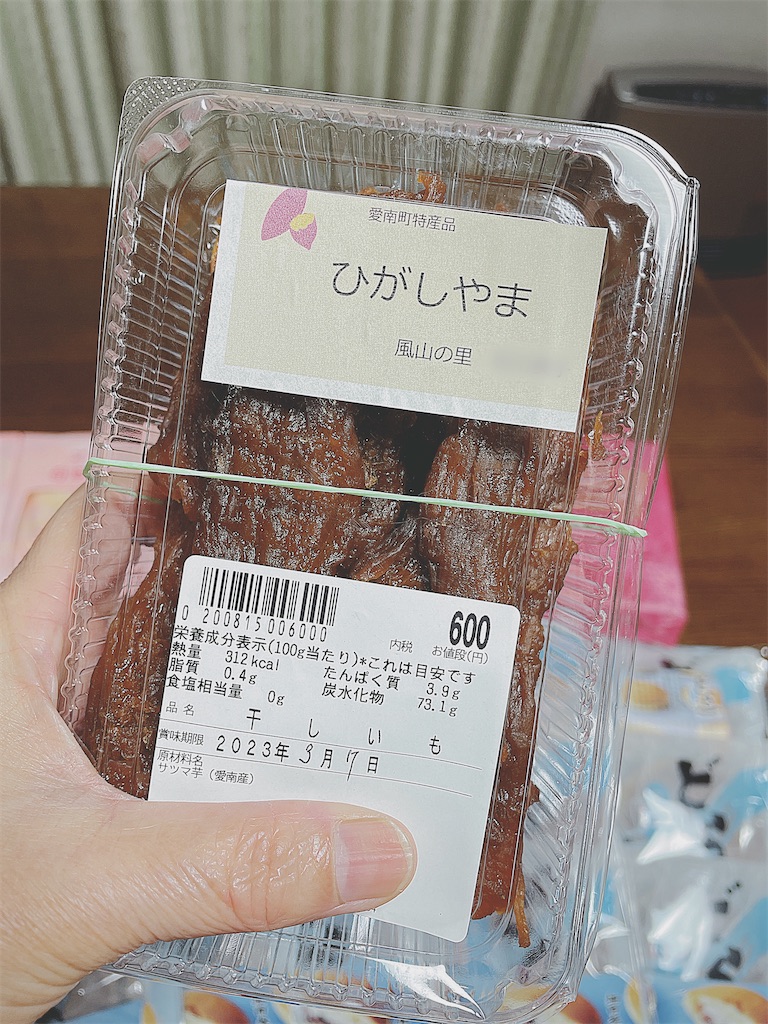 愛南町特産品
ひがしやま
風山の里
0 200815 006000
内税 600
お値段(円)
栄養成分表示(100g当たり)*これは目安です
熱量 312kcal たんぱく質 3.9g
脂質 0.4g 炭水化物 73.1g
食塩相当量 0g
品名 干しいも
賞味期限 2023年3月7日
原材料名
サツマ芋(愛南産)